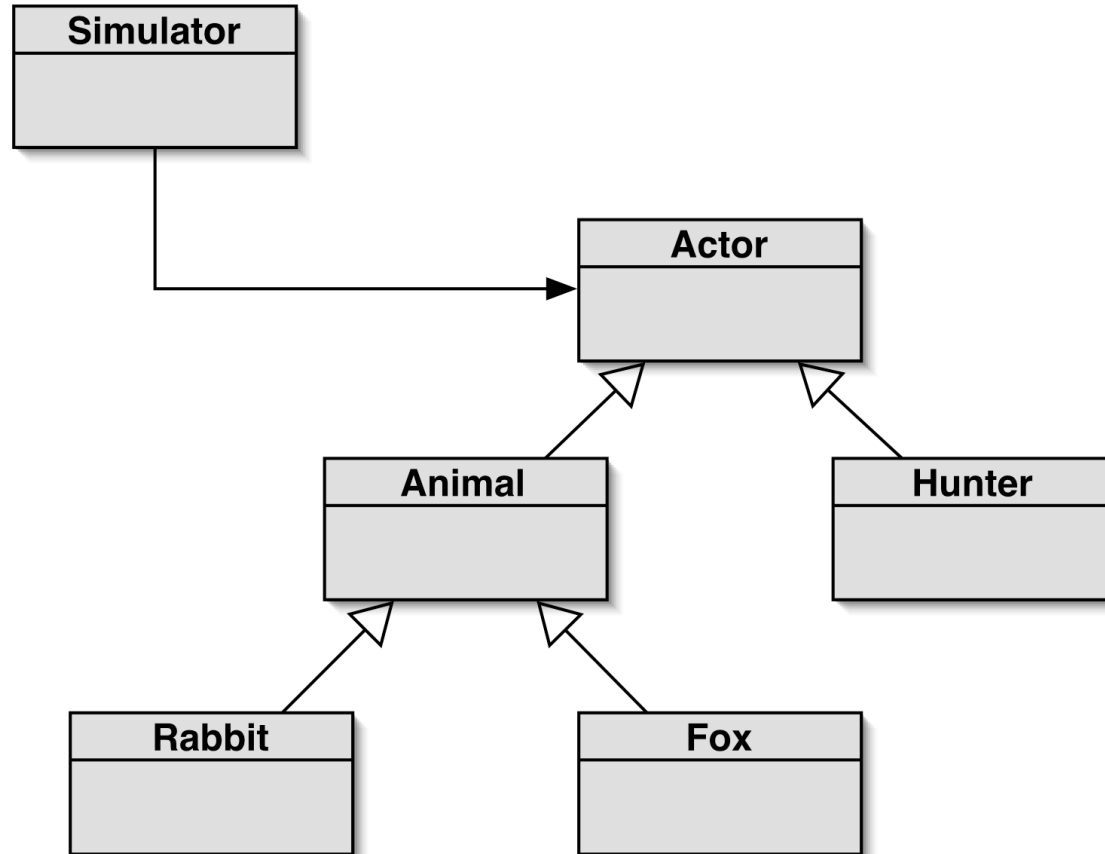 Simulator
Actor
Animal
Hunter
Rabbit
Fox